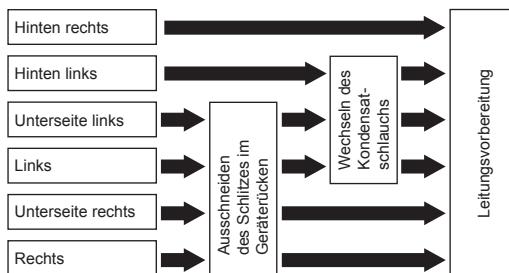 Hinten rechts
Hinten links
Unterseite links
Links
Unterseite rechts
Rechts
Ausschneiden
des Schlitzes im
Geräterücken
Wechseln des
Kondensat-
schlauchs
Leitungsvorbereitung